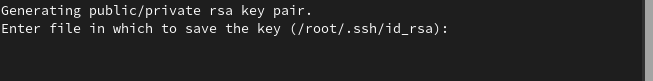 Generating public/private rsa key pair.
Enter file in which to save the key (/root/.ssh/id_rsa):